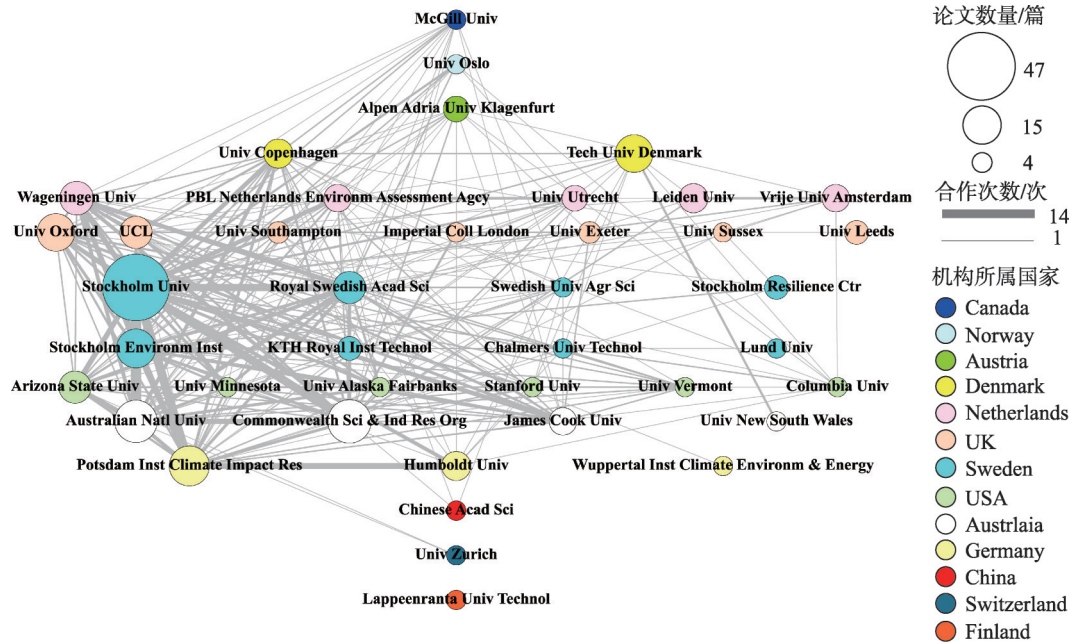 McGill Univ
Univ Oslo
Alpen Adria Univ Klagenfurt
Univ Copenhagen
Tech Univ Denmark
Wageningen Univ
PBL Netherlands Environm Assessment Agcy
Univ Utrecht
Leiden Univ
Vrije Univ Amsterdam
Univ Oxford
UCL
Univ Southampton
Imperial Coll London
Univ Exeter
Univ Sussex
Univ Leeds
Stockholm Univ
Royal Swedish Acad Sci
Swedish Univ Agr Sci
Stockholm Resilience Ctr
Stockholm Environm Inst
KTH Royal Inst Technol
Chalmers Univ Technol
Lund Univ
Arizona State Univ
Univ Minnesota
Univ Alaska Fairbanks
Stanford Univ
Univ Vermont
Columbia Univ
Australian Natl Univ
Commonwealth Sci & Ind Res Org
James Cook Univ
Univ New South Wales
Potsdam Inst Climate Impact Res
Humboldt Univ
Wuppertal Inst Climate Environm & Energy
Chinese Acad Sci
Univ Zurich
Lappeenranta Univ Technol
论文数量/篇
47
15
4
合作次数/次
14
1
机构所属国家
Canada
Norway
Austria
Denmark
Netherlands
UK
Sweden
USA
Austrlaia
Germany
China
Switzerland
Finland